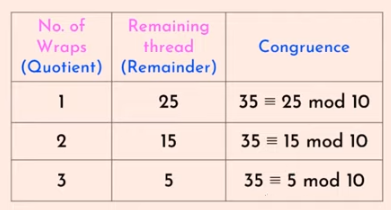 No. of Wraps (Quotient) Remaining thread (Remainder) Congruence
1 25 35 ≡ 25 mod 10
2 15 35 ≡ 15 mod 10
3 5 35 ≡ 5 mod 10